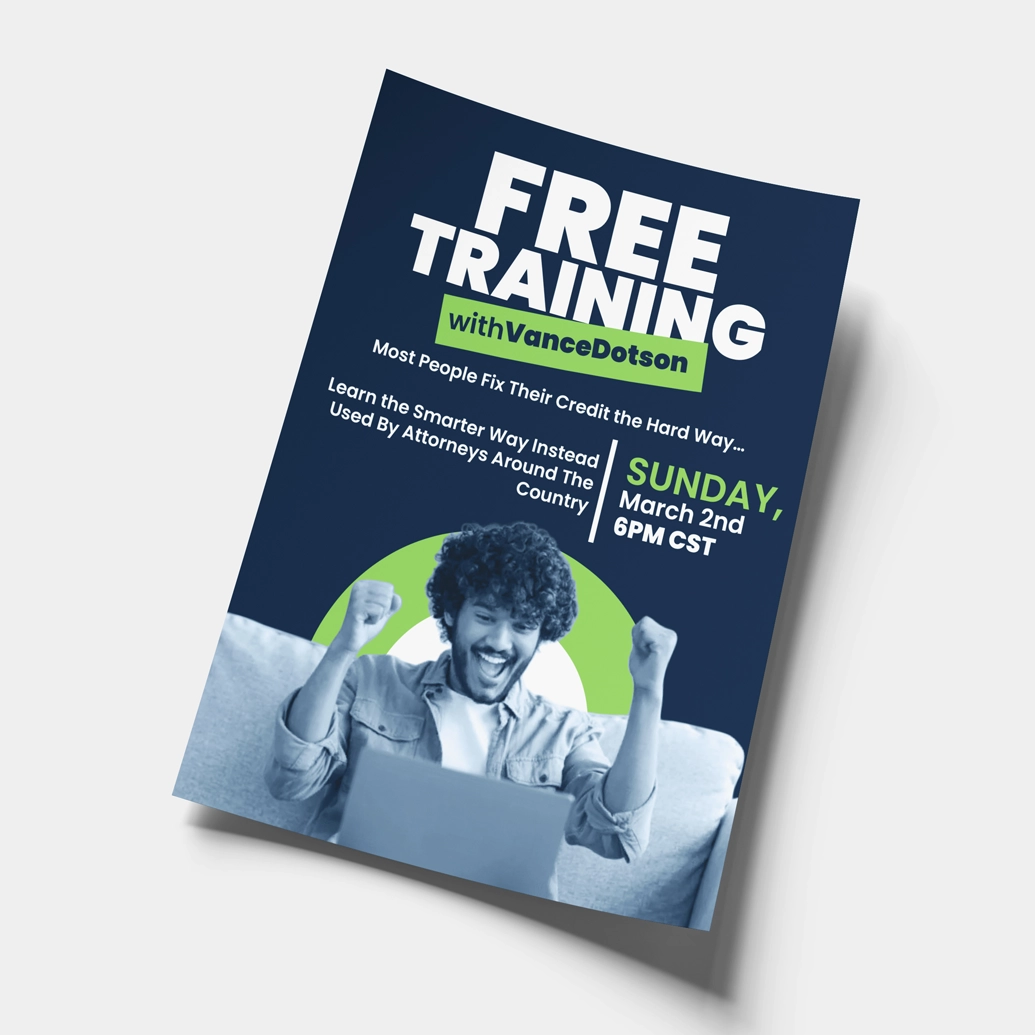 FREE
TRAINING
withVanceDotson
Most People Fix Their Credit the Hard Way...
Learn the Smarter Way Instead
Used By Attorneys Around The
Country
SUNDAY,
March 2nd
6PM CST